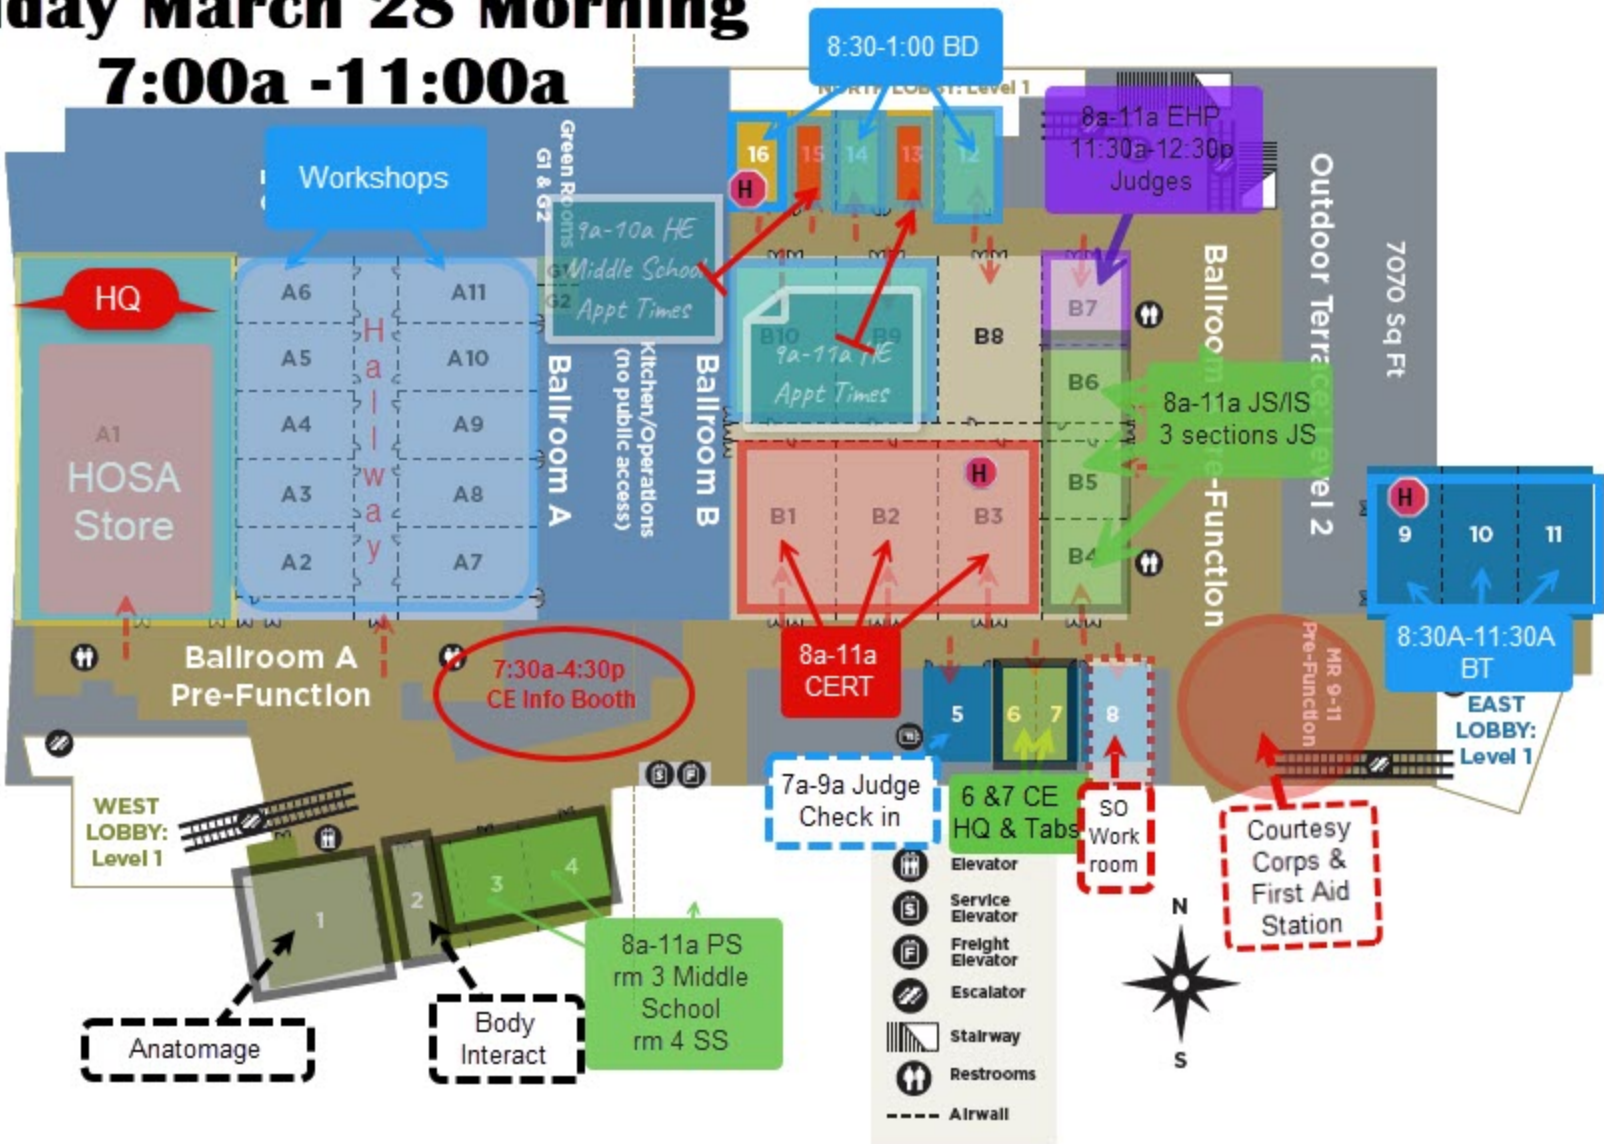 day March 28 Morning
7:00a -11:00a
8:30-1:00 BD
NORTH LOBBY: Level 1
8a-11a EHP
11:30a-12:30p
Judges
Workshops
Green Rooms
G1 & G2
16
15
14
13
12
H
9a-10a HE
Middle School
Appt Times
G2
HQ
A6
A11
A5
A10
A4
A9
A3
A8
A2
A7
Hallway
A1
HOSA
Store
Ballroom A
Kitchen/Operations
(no public access)
Ballroom B
B10
B9
B8
B7
9a-11a HE
Appt Times
B6
B5
B4
8a-11a JS/IS
3 sections JS
B1
B2
B3
H
Outdoor Terrace: Level 2
7070 Sq Ft
H
9
10
11
8:30A-11:30A
BT
Ballroom A
Pre-Function
7:30a-4:30p
CE Info Booth
8a-11a
CERT
5
6
7
8
MR 9-11
Pre-Function
EAST
LOBBY:
Level 1
7a-9a Judge
Check in
6 &7 CE
HQ & Tabs
SO
Work
room
Courtesy
Corps &
First Aid
Station
S
F
WEST
LOBBY:
Level 1
1
2
3
4
Anatomage
Body
Interact
8a-11a PS
rm 3 Middle
School
rm 4 SS
Elevator
S
Service
Elevator
F
Freight
Elevator
Escalator
Stairway
Restrooms
Airwall
N
S